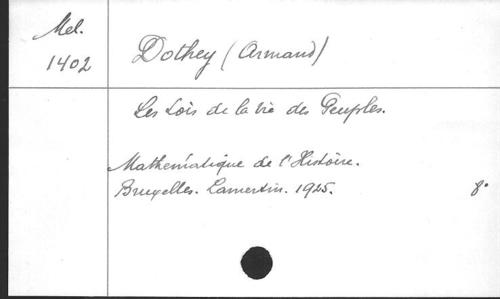 Mel.
1402
Dothey (Armand)
Les Lois de la vie des Peuples.
Mathématique de l'Histoire.
Bruxelles. Lamertin. 1925. 8°